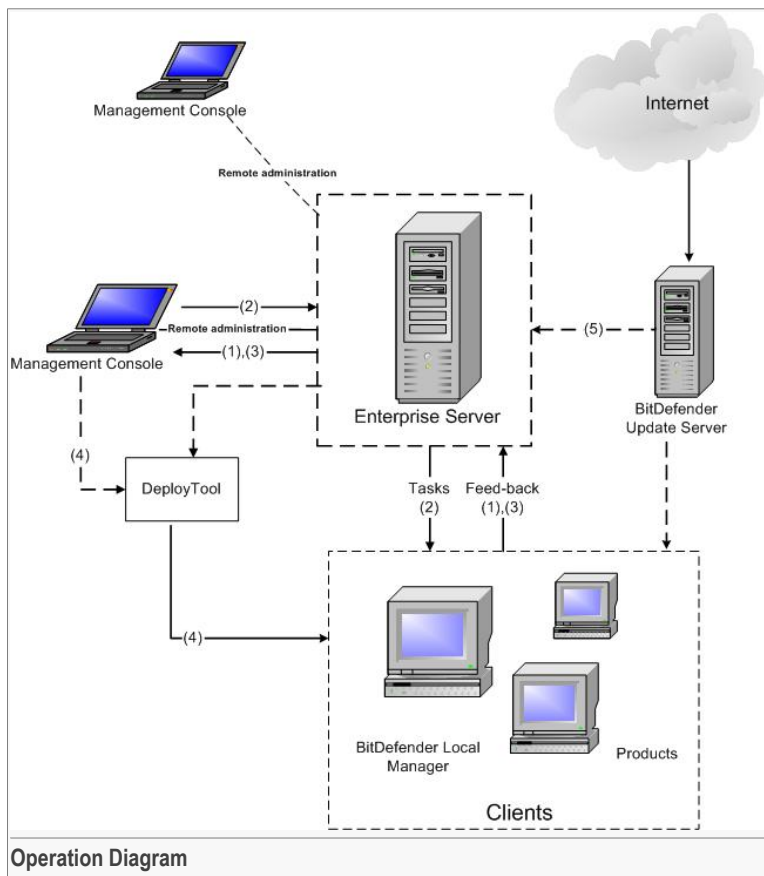 Management Console
Internet
Remote administration
(2)
Remote administration
(1),(3)
Management Console
Enterprise Server
(5)
BitDefender
Update Server
(4)
DeployTool
Tasks
(2)
Feed-back
(1),(3)
(4)
BitDefender Local
Manager
Products
Clients
Operation Diagram